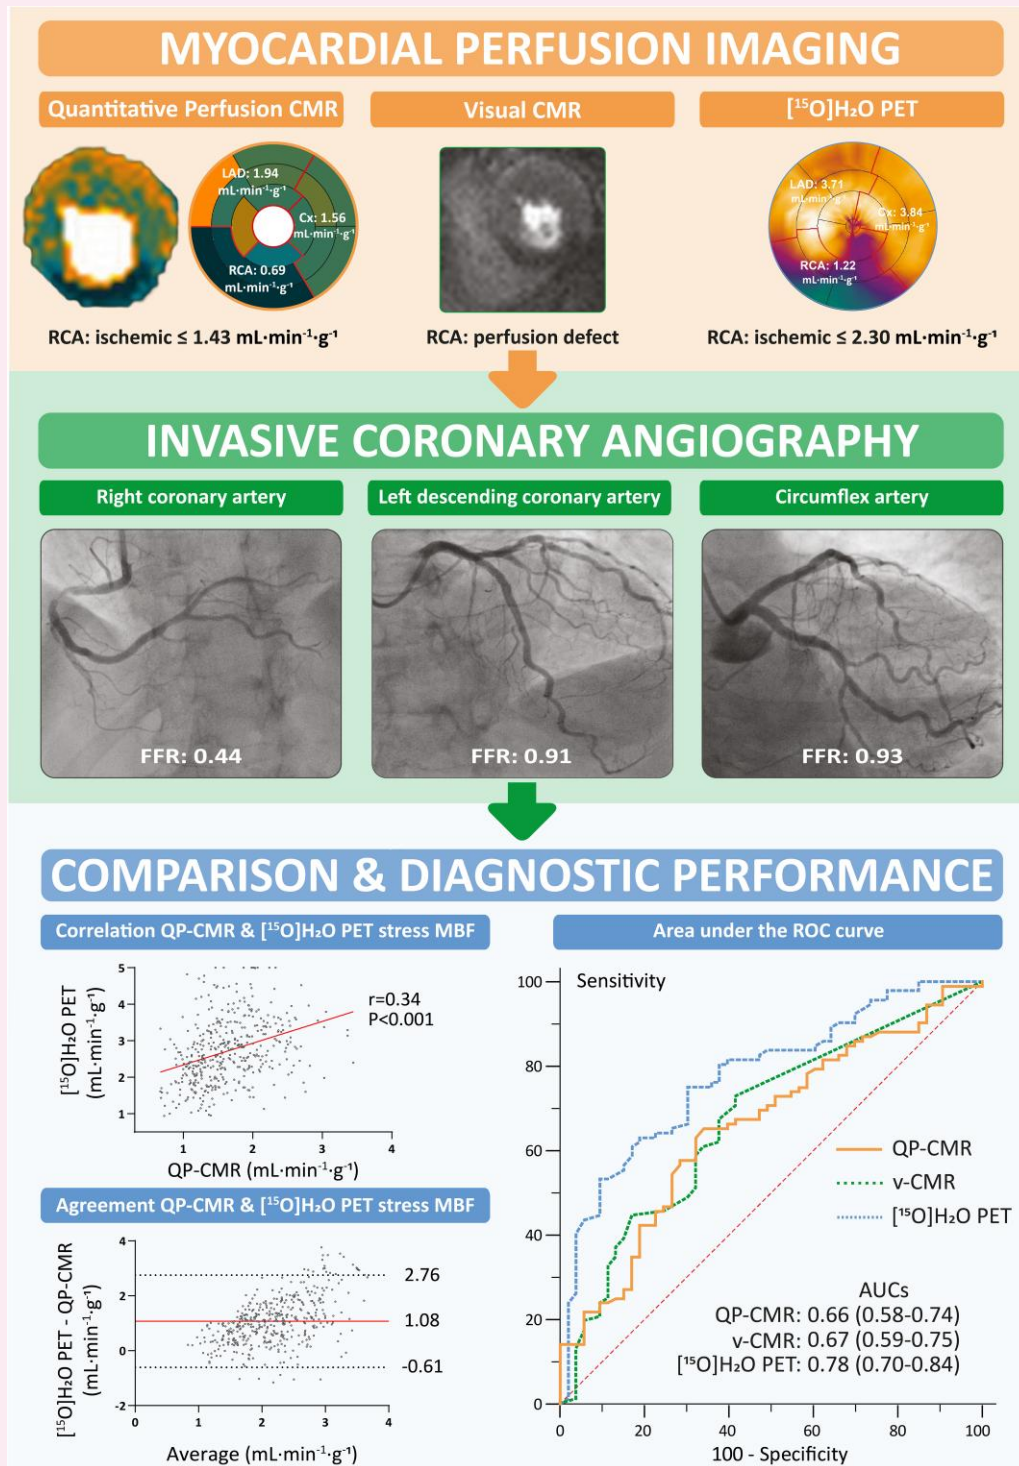 MYOCARDIAL PERFUSION IMAGING
Quantitative Perfusion CMR
Visual CMR
[¹⁵O]H₂O PET
LAD: 1.94
mL·min⁻¹·g⁻¹
Cx: 1.56
mL·min⁻¹·g⁻¹
RCA: 0.69
mL·min⁻¹·g⁻¹
LAD: 3.71
mL·min⁻¹·g⁻¹
Cx: 3.84
mL·min⁻¹·g⁻¹
RCA: 1.22
mL·min⁻¹·g⁻¹
RCA: ischemic ≤ 1.43 mL·min⁻¹·g⁻¹
RCA: perfusion defect
RCA: ischemic ≤ 2.30 mL·min⁻¹·g⁻¹
INVASIVE CORONARY ANGIOGRAPHY
Right coronary artery
Left descending coronary artery
Circumflex artery
FFR: 0.44
FFR: 0.91
FFR: 0.93
COMPARISON & DIAGNOSTIC PERFORMANCE
Correlation QP-CMR & [¹⁵O]H₂O PET stress MBF
[¹⁵O]H₂O PET
(mL·min⁻¹·g⁻¹)
5
4
3
2
1
r=0.34
P<0.001
1 2 3 4
QP-CMR (mL·min⁻¹·g⁻¹)
Agreement QP-CMR & [¹⁵O]H₂O PET stress MBF
[¹⁵O]H₂O PET - QP-CMR
(mL·min⁻¹·g⁻¹)
4
2
0
-2
2.76
1.08
-0.61
0 1 2 3 4
Average (mL·min⁻¹·g⁻¹)
Area under the ROC curve
Sensitivity
100
80
60
40
20
0
QP-CMR
v-CMR
[¹⁵O]H₂O PET
AUCs
QP-CMR: 0.66 (0.58-0.74)
v-CMR: 0.67 (0.59-0.75)
[¹⁵O]H₂O PET: 0.78 (0.70-0.84)
0 20 40 60 80 100
100 - Specificity